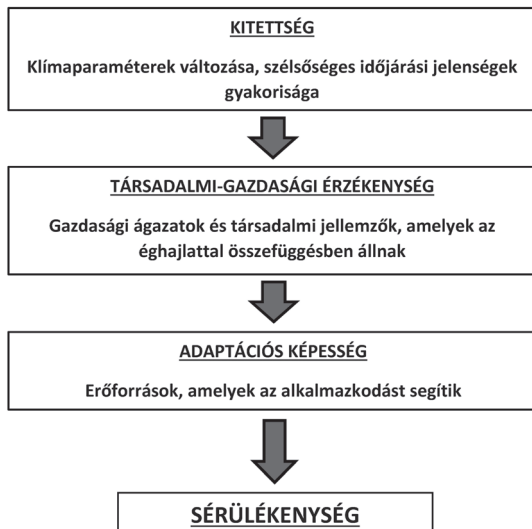 KITETTSÉG
Klímaparaméterek változása, szélsőséges időjárási jelenségek
gyakorisága
TÁRSADALMI-GAZDASÁGI ÉRZÉKENYSÉG
Gazdasági ágazatok és társadalmi jellemzők, amelyek az
éghajlattal összefüggésben állnak
ADAPTÁCIÓS KÉPESSÉG
Erőforrások, amelyek az alkalmazkodást segítik
SÉRÜLÉKENYSÉG